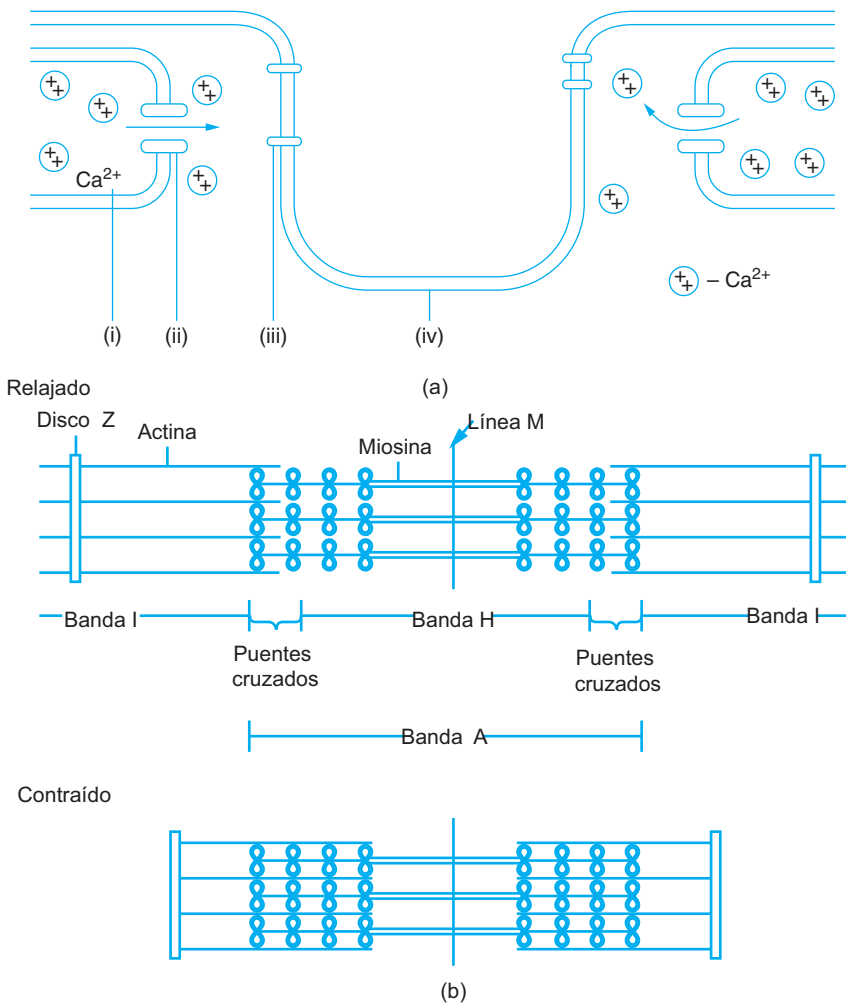 Ca²⁺
– Ca²⁺
(i) (ii) (iii) (iv)
(a)
Relajado
Disco Z
Actina
Miosina
Línea M
Banda I
Banda H
Banda I
Puentes
cruzados
Puentes
cruzados
Banda A
Contraído
(b)